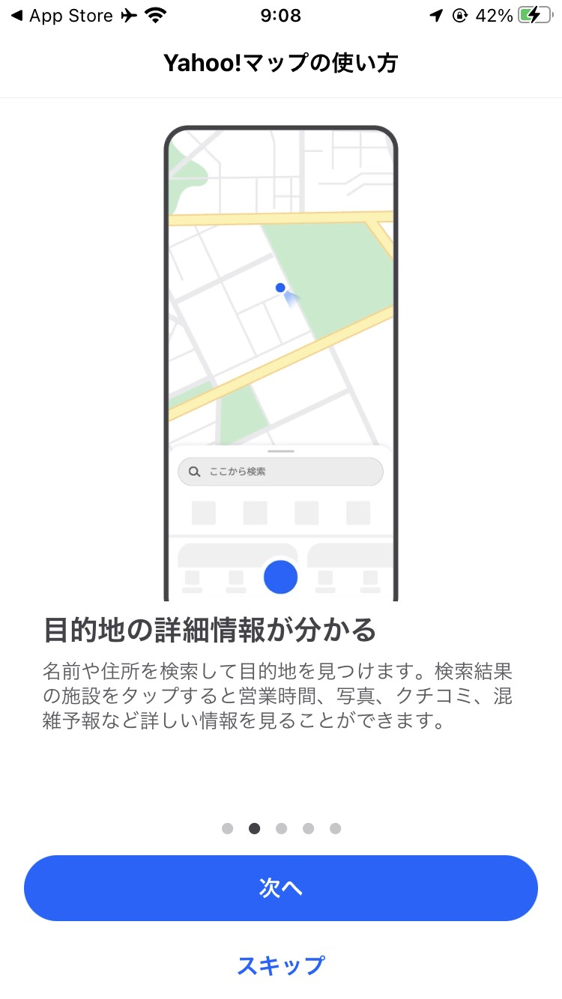 App Store
9:08
42%
Yahoo!マップの使い方
ここから検索
目的地の詳細情報が分かる
名前や住所を検索して目的地を見つけます。検索結果
の施設をタップすると営業時間、写真、クチコミ、混
雑予報など詳しい情報を見ることができます。
次へ
スキップ